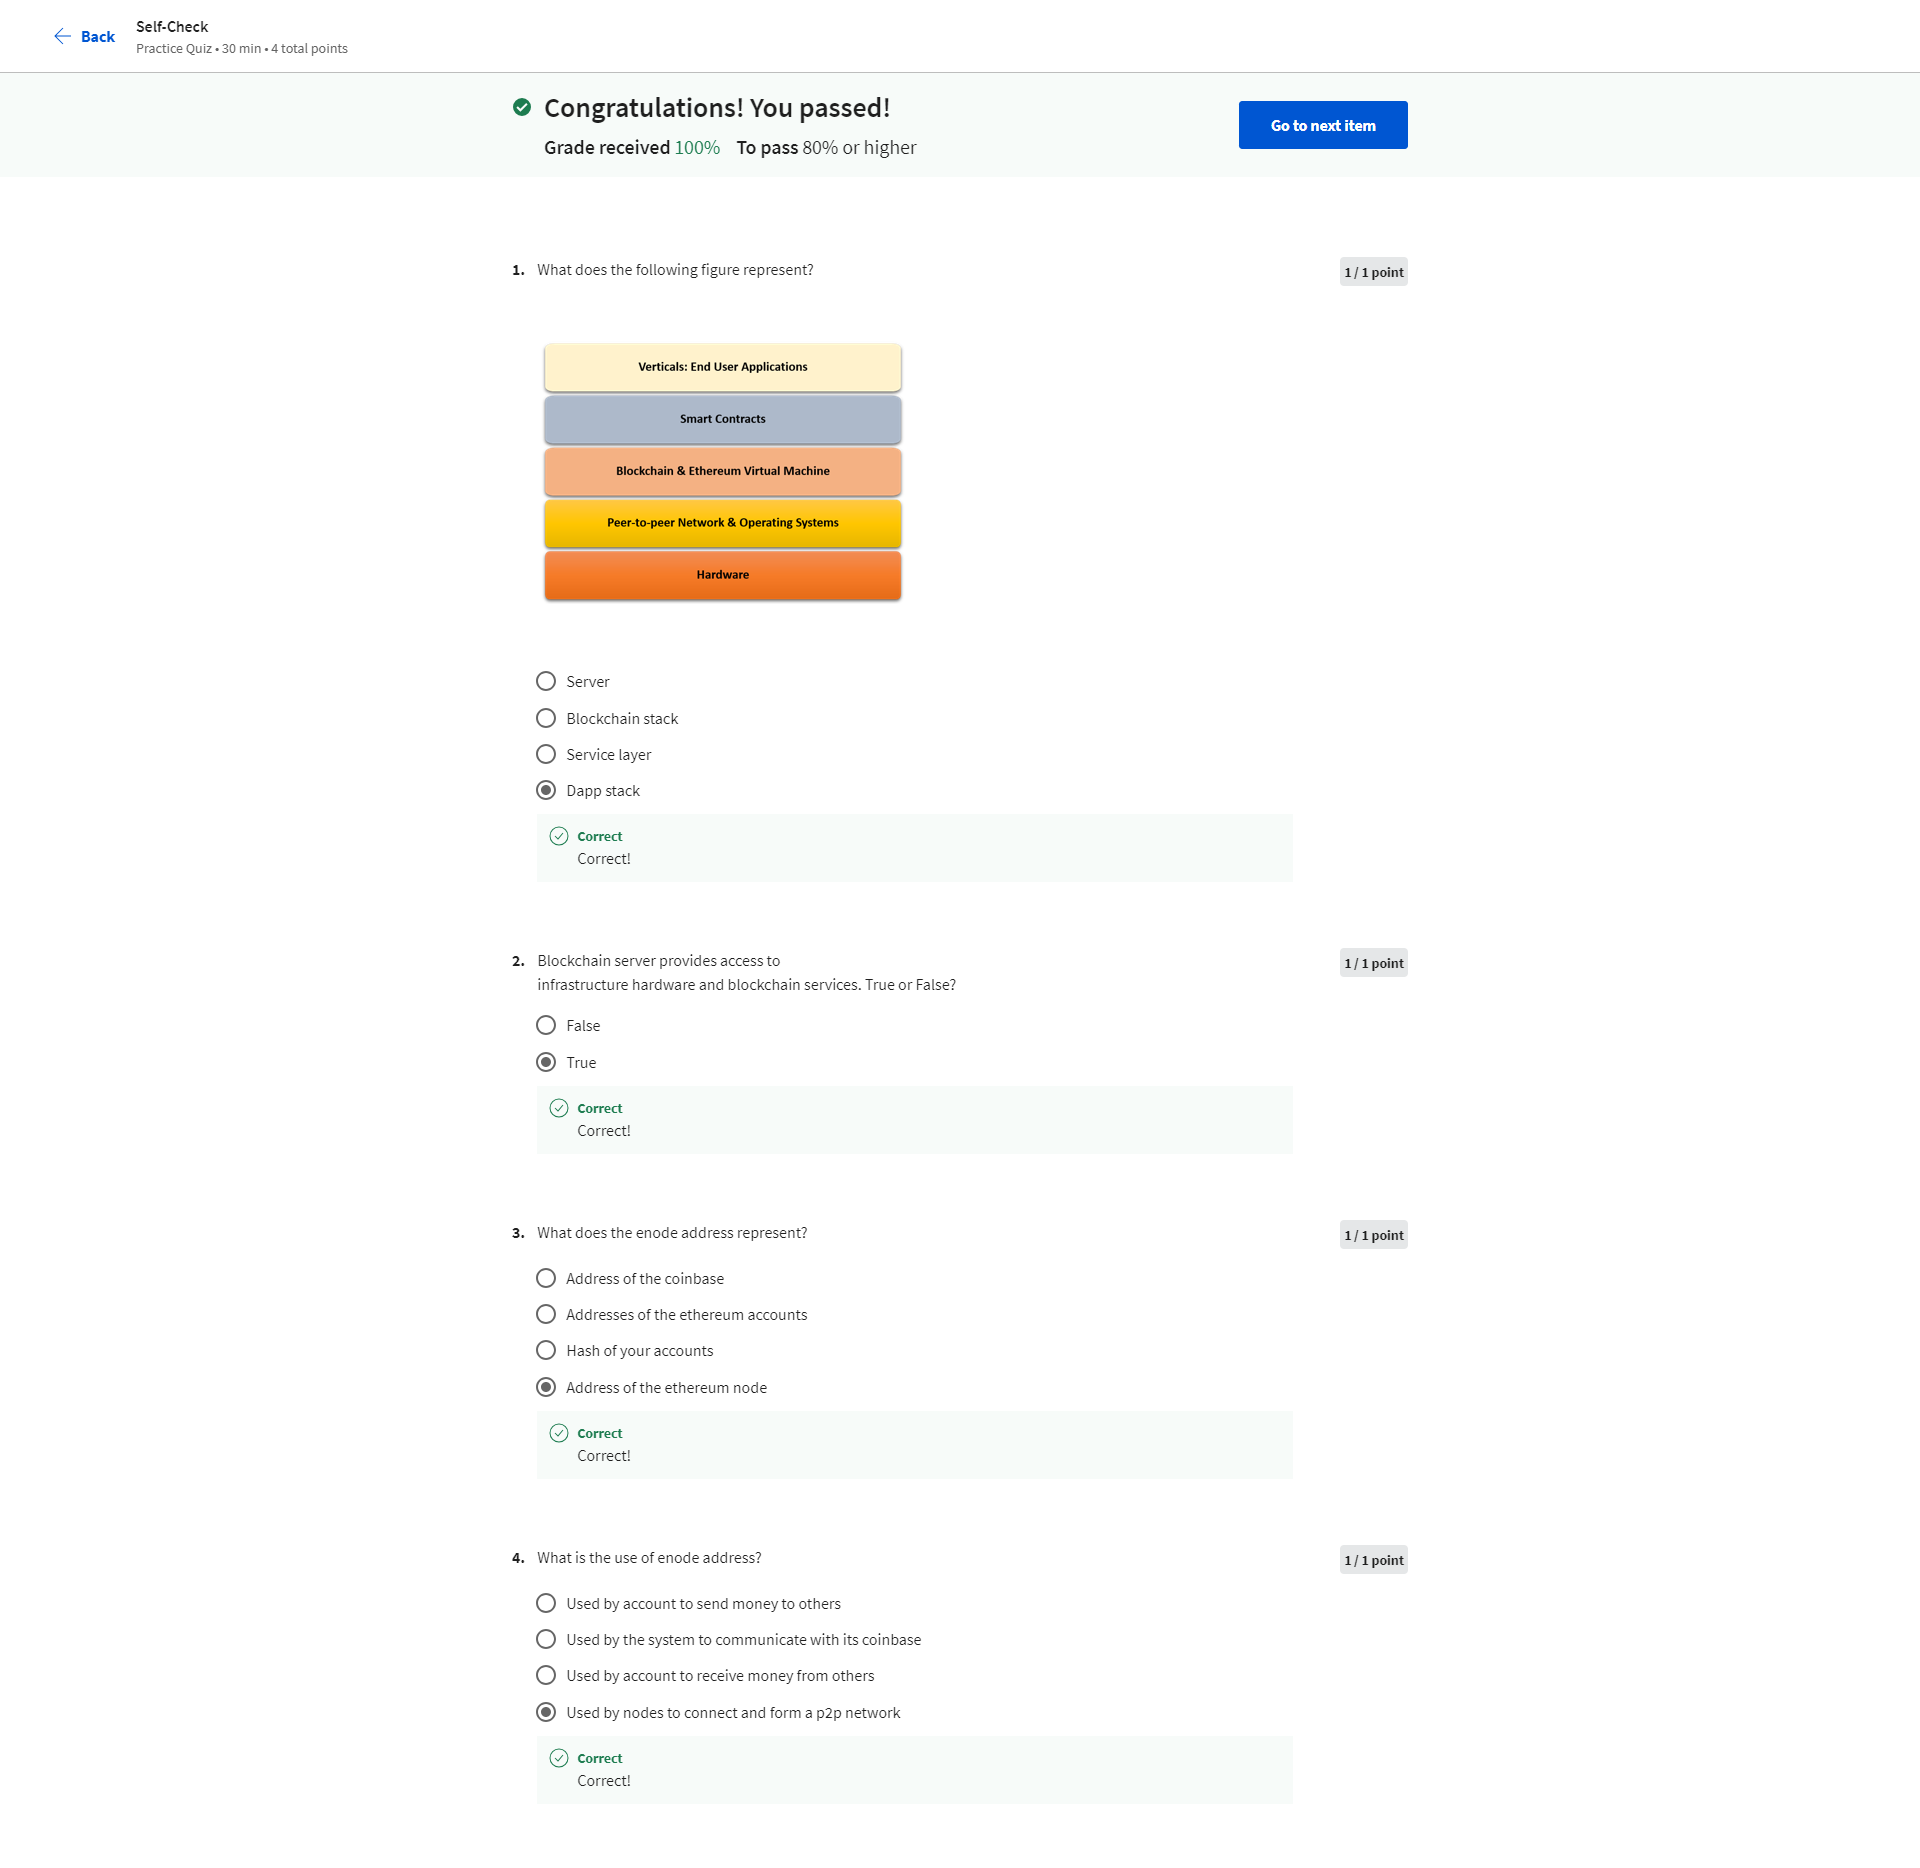 Back
Self-Check
Practice Quiz • 30 min • 4 total points
Congratulations! You passed!
Grade received 100% To pass 80% or higher
Go to next item
1. What does the following figure represent?
1 / 1 point
Verticals: End User Applications
Smart Contracts
Blockchain & Ethereum Virtual Machine
Peer-to-peer Network & Operating Systems
Hardware
Server
Blockchain stack
Service layer
Dapp stack
Correct
Correct!
2. Blockchain server provides access to
infrastructure hardware and blockchain services. True or False?
1 / 1 point
False
True
Correct
Correct!
3. What does the enode address represent?
1 / 1 point
Address of the coinbase
Addresses of the ethereum accounts
Hash of your accounts
Address of the ethereum node
Correct
Correct!
4. What is the use of enode address?
1 / 1 point
Used by account to send money to others
Used by the system to communicate with its coinbase
Used by account to receive money from others
Used by nodes to connect and form a p2p network
Correct
Correct!